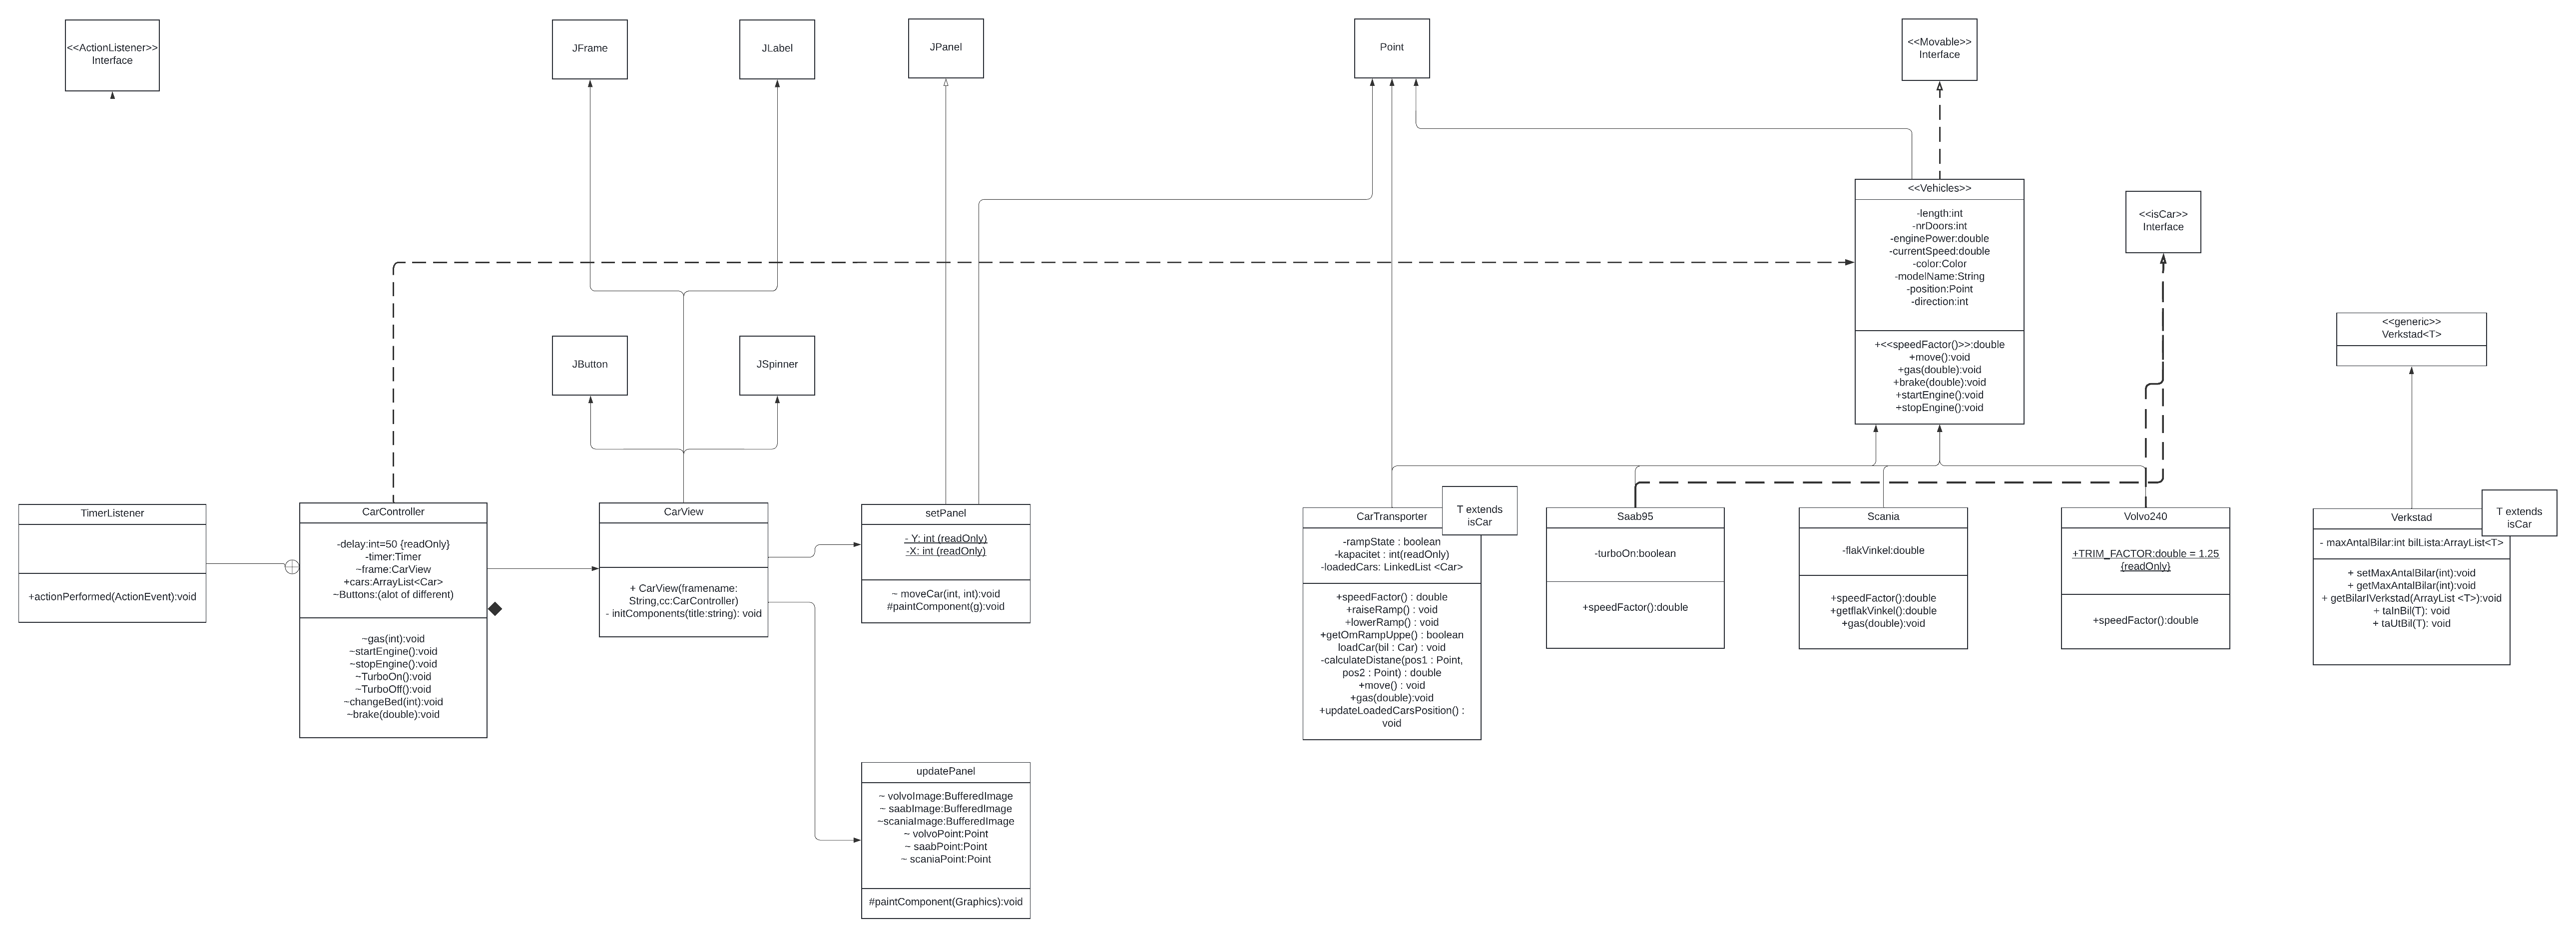 <<ActionListener>>
Interface
JFrame
JLabel
JPanel
Point
<<Movable>>
Interface
<<Vehicles>>
-length:int
-nrDoors:int
-enginePower:double
-currentSpeed:double
-color:Color
-modelName:String
-position:Point
-direction:int
+<<speedFactor()>>:double
+move():void
+gas(double):void
+brake(double):void
+startEngine():void
+stopEngine():void
<<isCar>>
Interface
<<generic>>
Verkstad<T>
JButton
JSpinner
TimerListener
+actionPerformed(ActionEvent):void
CarController
-delay:int=50 {readOnly}
-timer:Timer
~frame:CarView
+cars:ArrayList<Car>
~Buttons:(alot of different)
~gas(int):void
~startEngine():void
~stopEngine():void
~TurboOn():void
~TurboOff():void
~changeBed(int):void
~brake(double):void
CarView
+ CarView(framename:
String,cc:CarController)
- initComponents(title:string): void
setPanel
- Y: int (readOnly)
-X: int (readOnly)
~ moveCar(int, int):void
#paintComponent(g):void
updatePanel
~ volvoImage:BufferedImage
~ saabImage:BufferedImage
~scaniaImage:BufferedImage
~ volvoPoint:Point
~ saabPoint:Point
~ scaniaPoint:Point
#paintComponent(Graphics):void
CarTransporter
T extends
isCar
-rampState : boolean
-kapacitet : int(readOnly)
-loadedCars: LinkedList <Car>
+speedFactor() : double
+raiseRamp() : void
+lowerRamp() : void
+getOmRampUppe() : boolean
loadCar(bil : Car) : void
-calculateDistane(pos1 : Point,
pos2 : Point) : double
+move() : void
+gas(double):void
+updateLoadedCarsPosition() :
void
Saab95
-turboOn:boolean
+speedFactor():double
Scania
-flakVinkel:double
+speedFactor():double
+getflakVinkel():double
+gas(double):void
Volvo240
+TRIM_FACTOR:double = 1.25
{readOnly}
+speedFactor():double
Verkstad
T extends
isCar
- maxAntalBilar:int bilLista:ArrayList<T>
+ setMaxAntalBilar(int):void
+ getMaxAntalBilar(int):void
+ getBilarIVerkstad(ArrayList <T>):void
+ taInBil(T): void
+ taUtBil(T): void